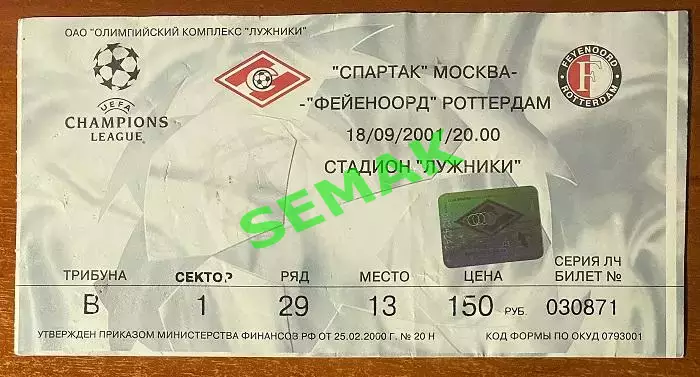 ОАО "ОЛИМПИЙСКИЙ КОМПЛЕКС "ЛУЖНИКИ"
UEFA
CHAMPIONS
LEAGUE
"СПАРТАК" МОСКВА-
-"ФЕЙЕНООРД" РОТТЕРДАМ
18/09/2001/20.00
СТАДИОН "ЛУЖНИКИ"
FEYENOORD
ROTTERDAM
SEMAK
ТРИБУНА СЕКТОР РЯД МЕСТО ЦЕНА СЕРИЯ ЛЧ
БИЛЕТ №
В 1 29 13 150 РУБ. 030871
УТВЕРЖДЕН ПРИКАЗОМ МИНИСТЕРСТВА ФИНАНСОВ РФ ОТ 25.02.2000 Г. № 20 Н
КОД ФОРМЫ ПО ОКУД 0793001